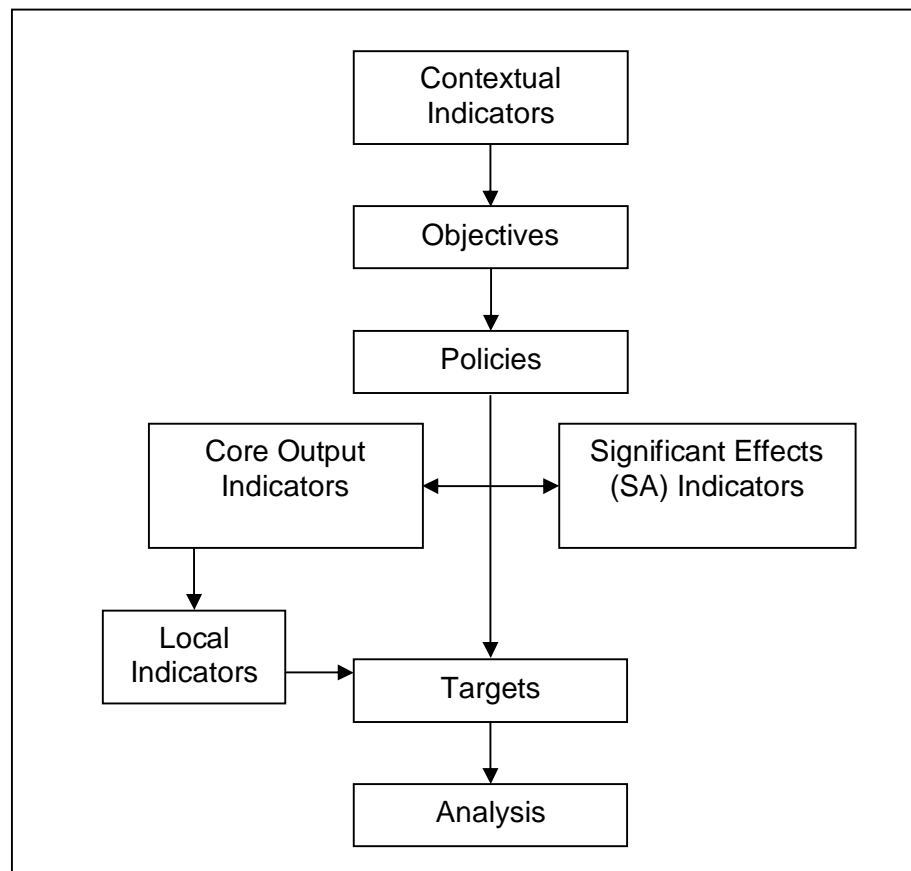 Contextual
Indicators
Objectives
Policies
Core Output
Indicators
Significant Effects
(SA) Indicators
Local
Indicators
Targets
Analysis